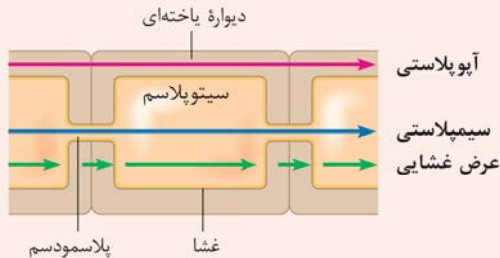 دیوارهٔ یاخته‌ای
آپوپلاستی
سیتوپلاسم
سیمپلاستی
عرض غشایی
غشا
پلاسمودسم